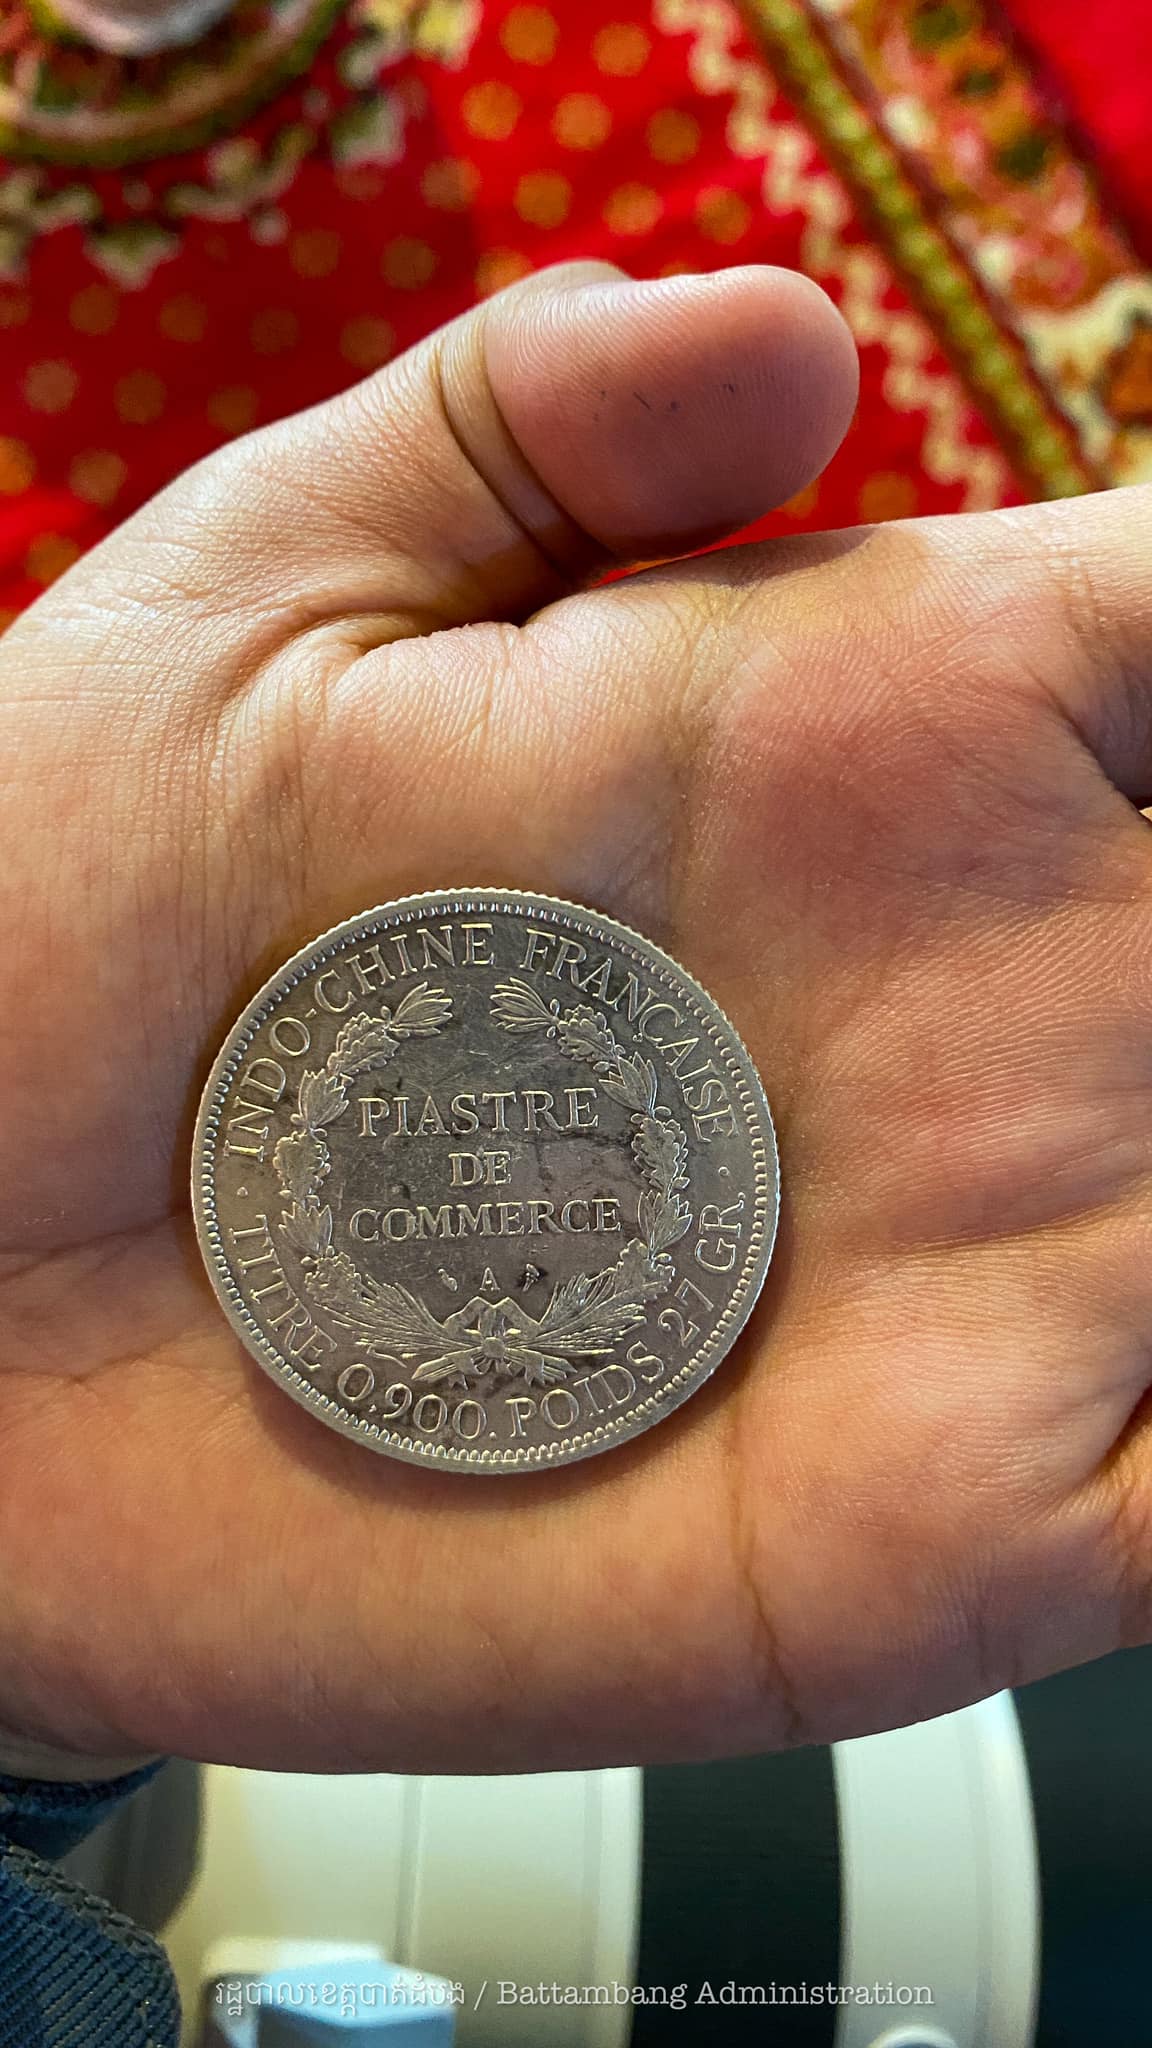 INDO-CHINE FRANÇAISE
PIASTRE
DE
COMMERCE
A
TITRE 0,900. POIDS 27 GR.
រដ្ឋបាលខេត្តបាត់ដំបង / Battambang Administration